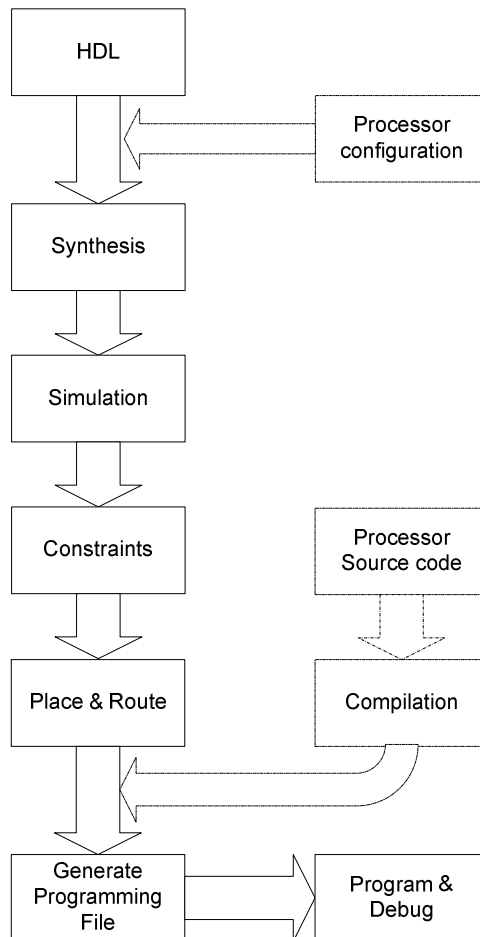 HDL
Processor
configuration
Synthesis
Simulation
Constraints
Processor
Source code
Place & Route
Compilation
Generate
Programming
File
Program &
Debug